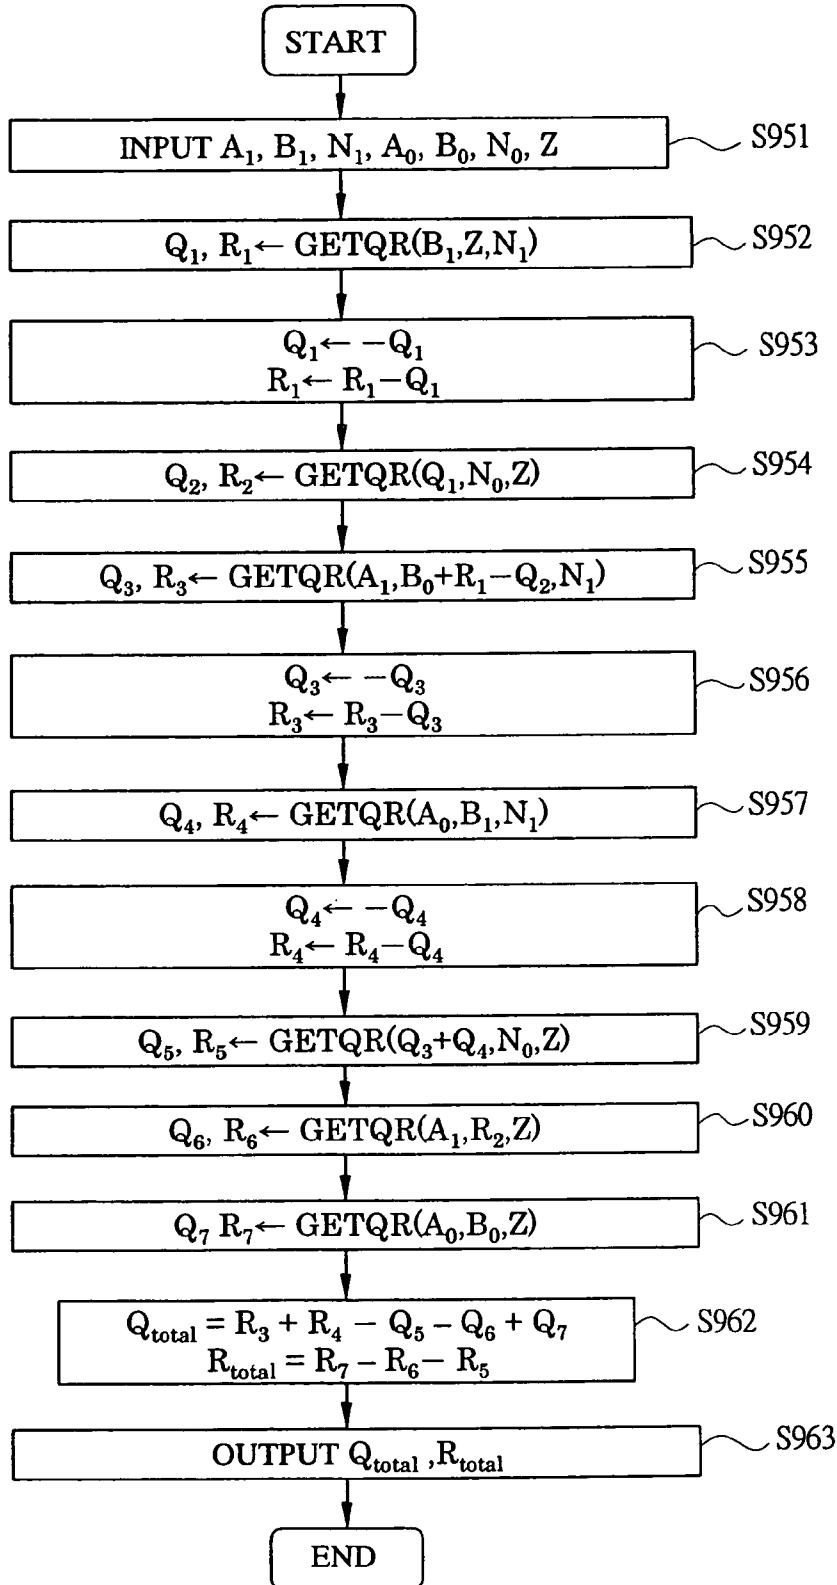 START
INPUT A₁, B₁, N₁, A₀, B₀, N₀, Z
S951
Q₁, R₁← GETQR(B₁,Z,N₁)
S952
Q₁← −Q₁
R₁← R₁−Q₁
S953
Q₂, R₂← GETQR(Q₁,N₀,Z)
S954
Q₃, R₃← GETQR(A₁,B₀+R₁−Q₂,N₁)
S955
Q₃← −Q₃
R₃← R₃−Q₃
S956
Q₄, R₄← GETQR(A₀,B₁,N₁)
S957
Q₄← −Q₄
R₄← R₄−Q₄
S958
Q₅, R₅← GETQR(Q₃+Q₄,N₀,Z)
S959
Q₆, R₆← GETQR(A₁,R₂,Z)
S960
Q₇ R₇← GETQR(A₀,B₀,Z)
S961
Q_total = R₃ + R₄ − Q₅ − Q₆ + Q₇
R_total = R₇ − R₆ − R₅
S962
OUTPUT Q_total ,R_total
S963
END